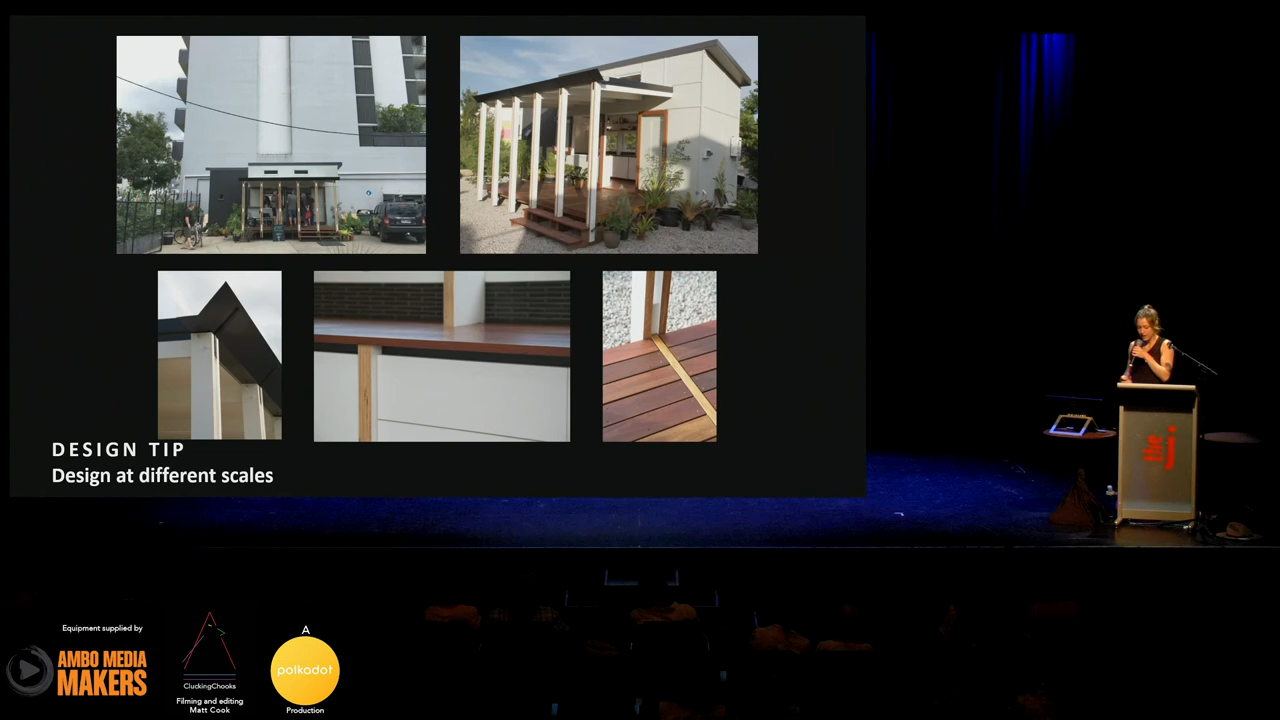 DESIGN TIP
Design at different scales
the
j.
Equipment supplied by
AMBO MEDIA
MAKERS
CluckingChooks
Filming and editing
Matt Cook
A
polkadot
Production